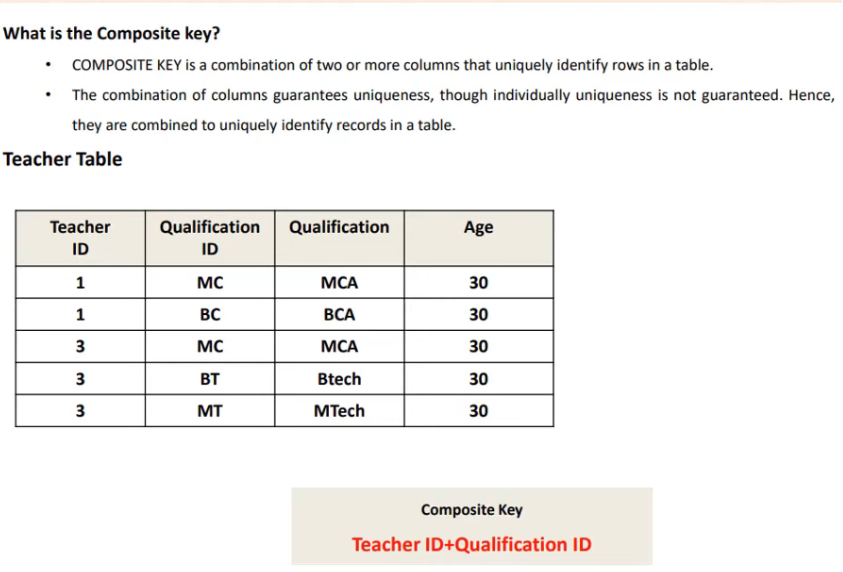 What is the Composite key?
• COMPOSITE KEY is a combination of two or more columns that uniquely identify rows in a table.
• The combination of columns guarantees uniqueness, though individually uniqueness is not guaranteed. Hence,
they are combined to uniquely identify records in a table.
Teacher Table
Teacher ID Qualification ID Qualification Age
1 MC MCA 30
1 BC BCA 30
3 MC MCA 30
3 BT Btech 30
3 MT MTech 30
Composite Key
Teacher ID+Qualification ID